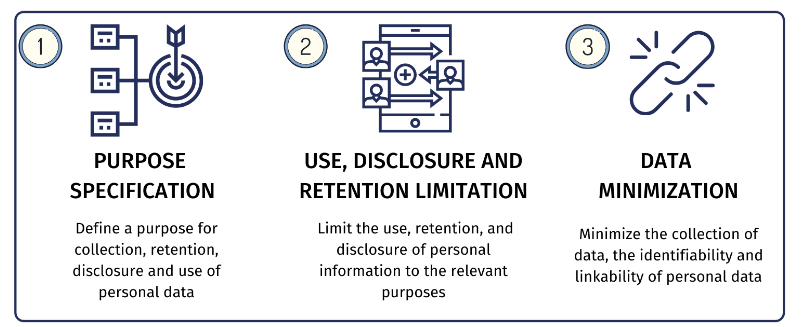 1
PURPOSE
SPECIFICATION
Define a purpose for
collection, retention,
disclosure and use of
personal data
2
USE, DISCLOSURE AND
RETENTION LIMITATION
Limit the use, retention, and
disclosure of personal
information to the relevant
purposes
3
DATA
MINIMIZATION
Minimize the collection of
data, the identifiability and
linkability of personal data